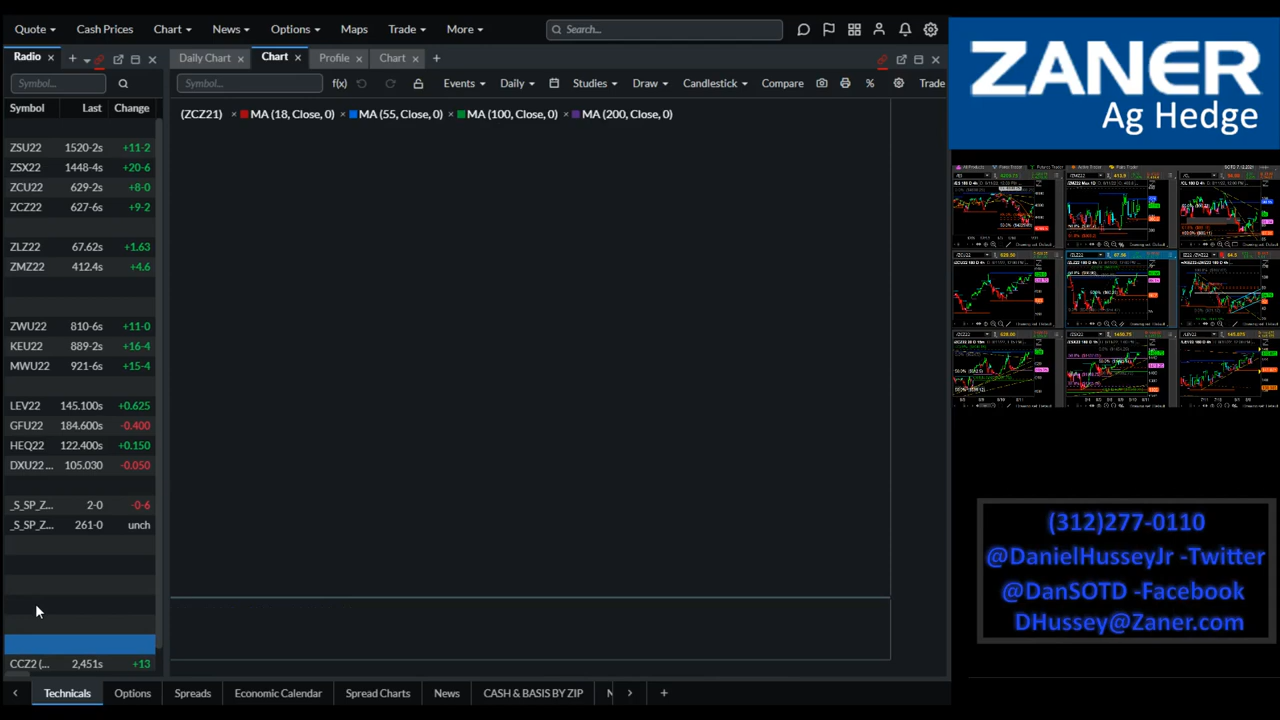 Quote Cash Prices Chart News Options Maps Trade More Search...
Radio
Daily Chart Chart Profile Chart
Symbol...
Symbol... f(x) Events Daily Studies Draw Candlestick Compare % Trade
Symbol Last Change
(ZCZ21) MA (18, Close, 0) MA (55, Close, 0) MA (100, Close, 0) MA (200, Close, 0)
ZSU22 1520-2s +11-2
ZSX22 1448-4s +20-6
ZCU22 629-2s +8-0
ZCZ22 627-6s +9-2
ZLZ22 67.62s +1.63
ZMZ22 412.4s +4.6
ZWU22 810-6s +11-0
KEU22 889-2s +16-4
MWU22 921-6s +15-4
LEV22 145.100s +0.625
GFU22 184.600s -0.400
HEQ22 122.400s +0.150
DXU22 ... 105.030 -0.050
_S_SP_Z... 2-0 -0-6
_S_SP_Z... 261-0 unch
CCZ2 (... 2,451s +13
Technicals Options Spreads Economic Calendar Spread Charts News CASH & BASIS BY ZIP
ZANER
Ag Hedge
(312)277-0110
@DanielHusseyJr -Twitter
@DanSOTD -Facebook
DHussey@Zaner.com